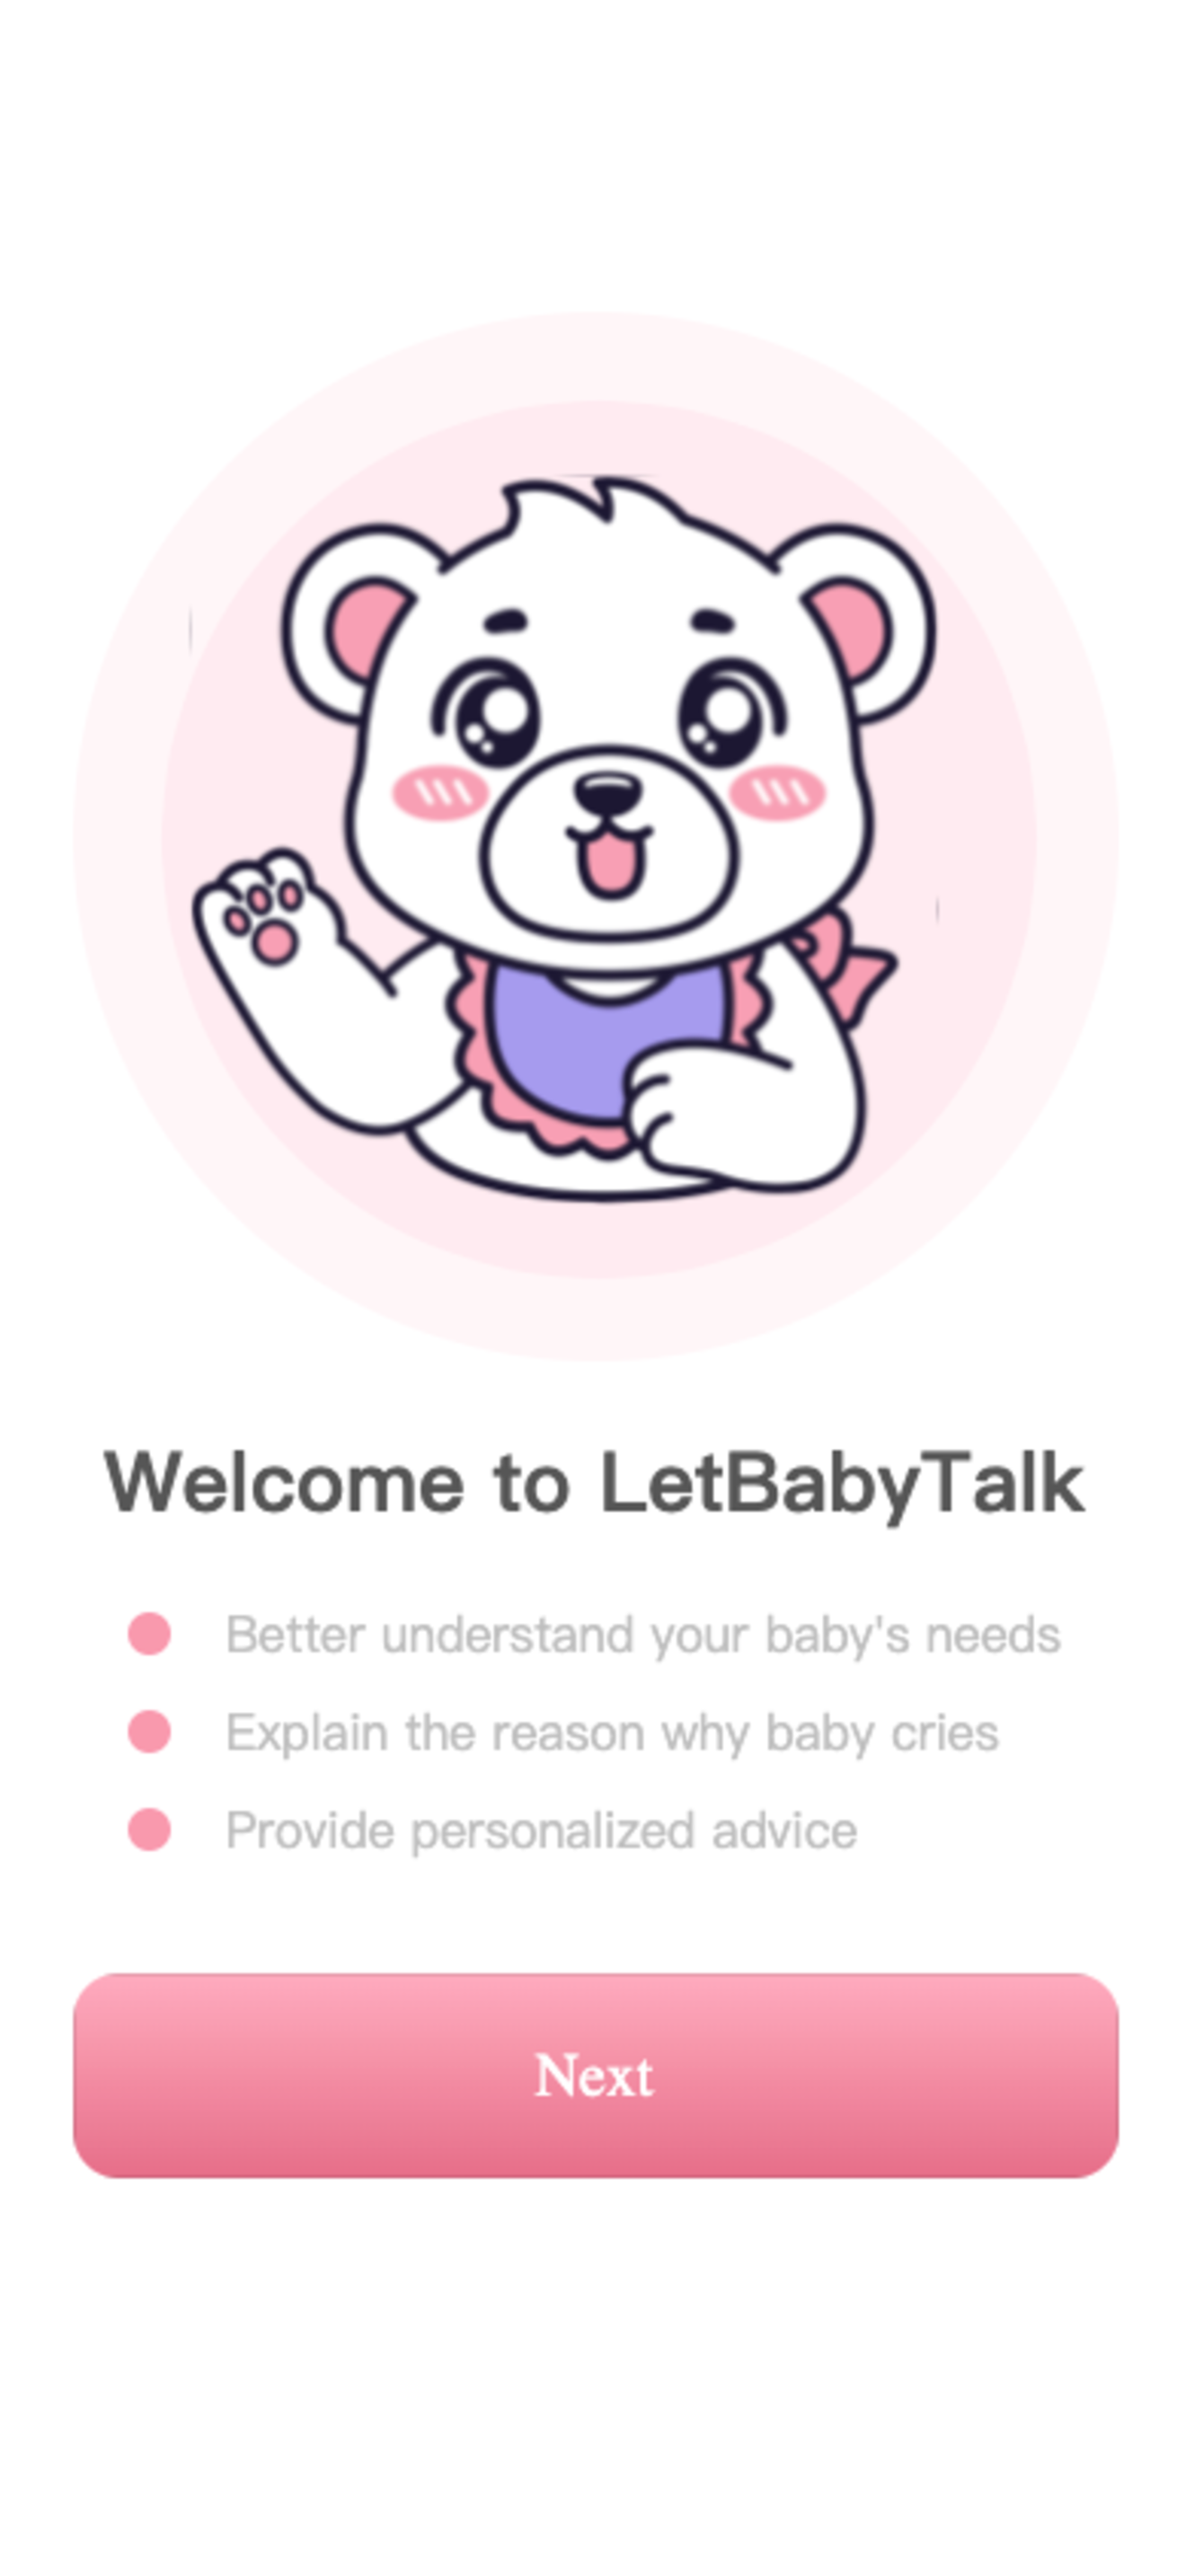 Welcome to LetBabyTalk
Better understand your baby's needs
Explain the reason why baby cries
Provide personalized advice
Next